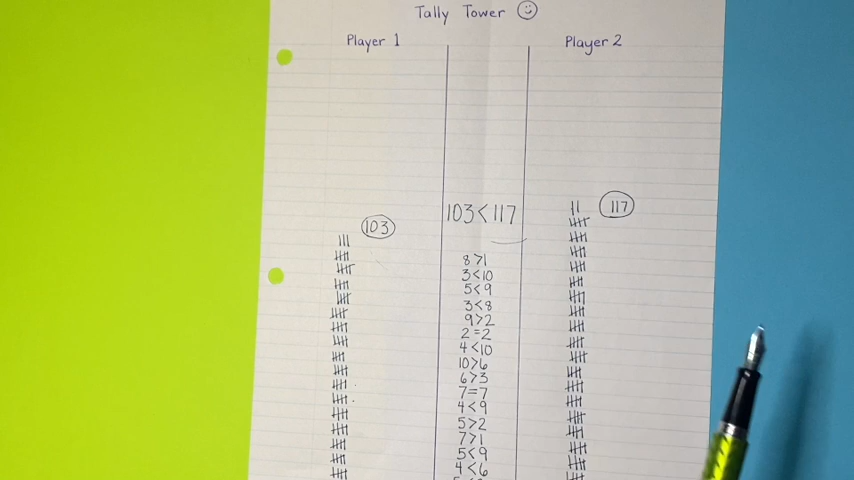 Tally Tower ☺
Player 1
Player 2
103 < 117
117
103
8 > 1
3 < 10
5 < 9
3 < 8
9 > 2
2 = 2
4 < 10
10 > 6
6 > 3
7 = 7
4 < 9
5 > 2
7 > 1
5 < 9
4 < 6